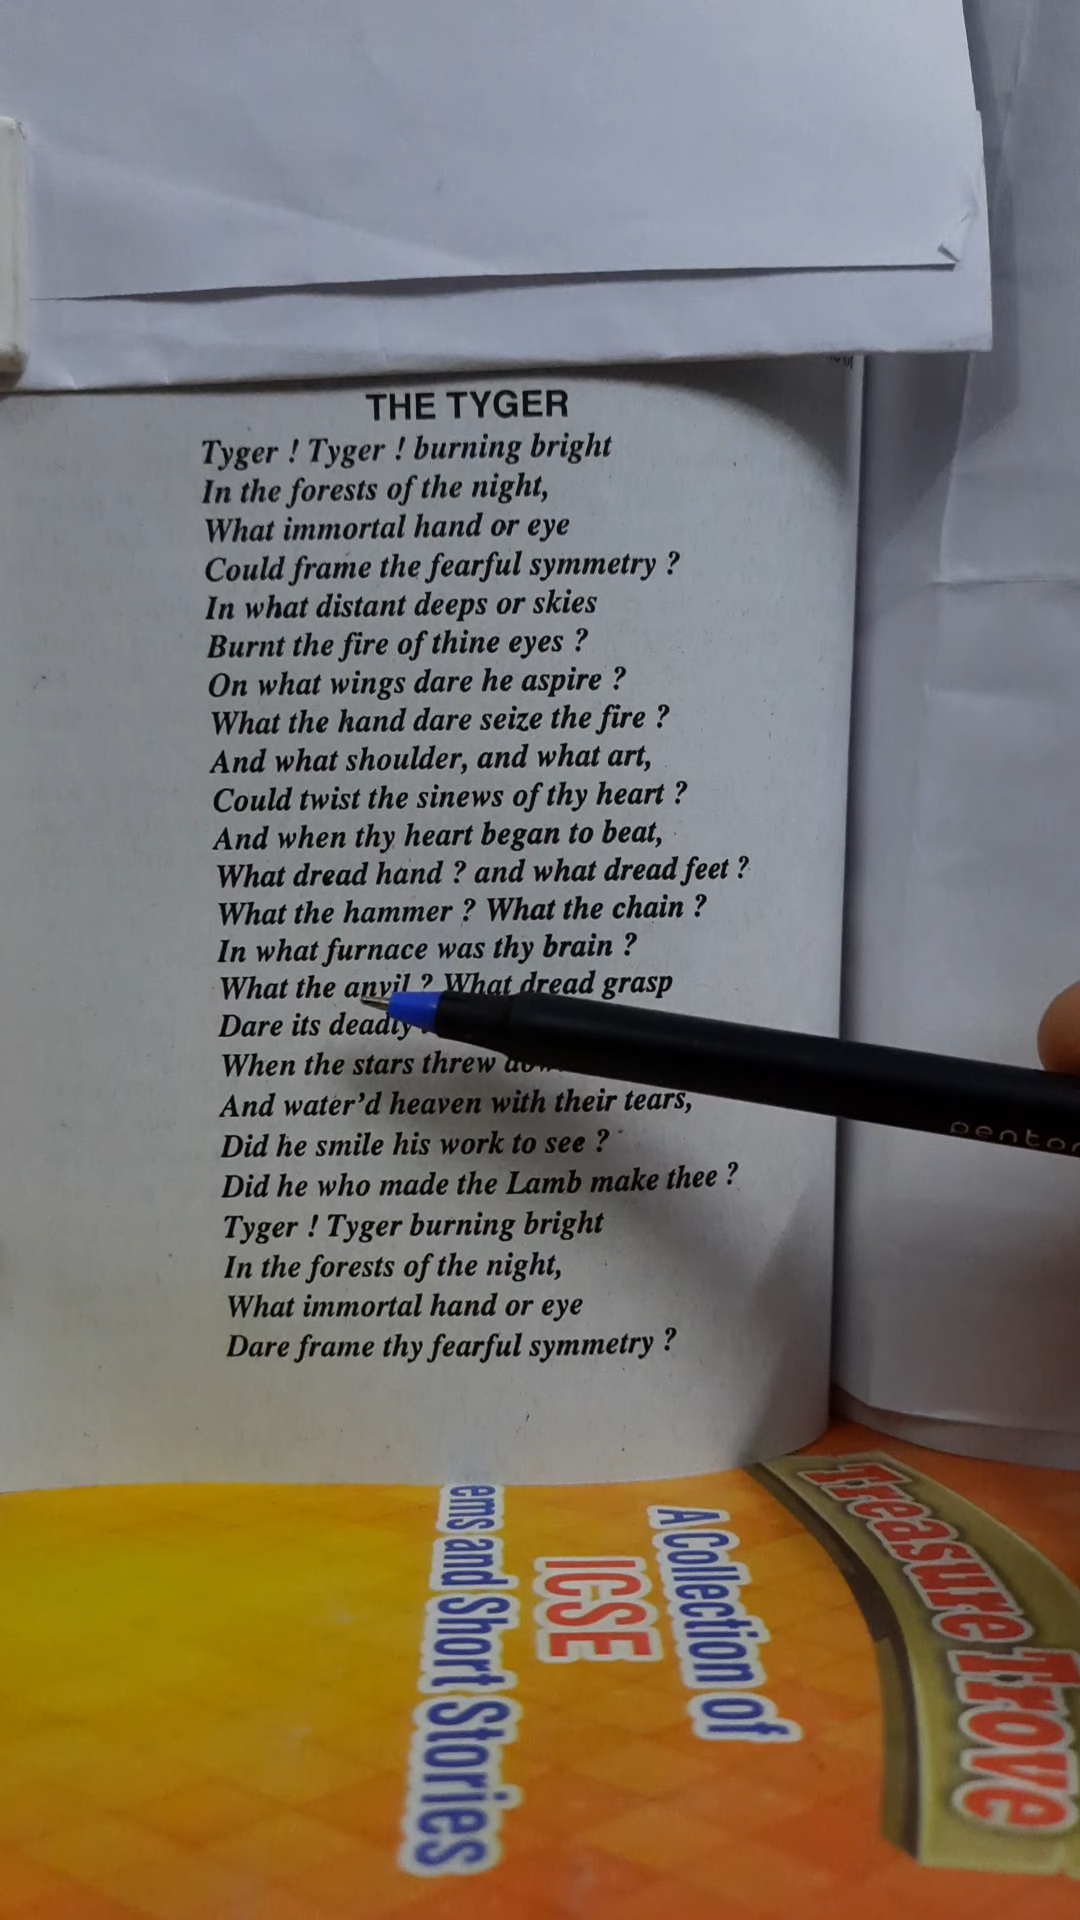 THE TYGER
Tyger ! Tyger ! burning bright
In the forests of the night,
What immortal hand or eye
Could frame the fearful symmetry ?
In what distant deeps or skies
Burnt the fire of thine eyes ?
On what wings dare he aspire ?
What the hand dare seize the fire ?
And what shoulder, and what art,
Could twist the sinews of thy heart ?
And when thy heart began to beat,
What dread hand ? and what dread feet ?
What the hammer ? What the chain ?
In what furnace was thy brain ?
What the anvil ? What dread grasp
Dare its deadly
When the stars threw
And water'd heaven with their tears,
Did he smile his work to see ?
Did he who made the Lamb make thee ?
Tyger ! Tyger burning bright
In the forests of the night,
What immortal hand or eye
Dare frame thy fearful symmetry ?
Treasure Trove
A Collection of
ICSE
ems and Short Stories